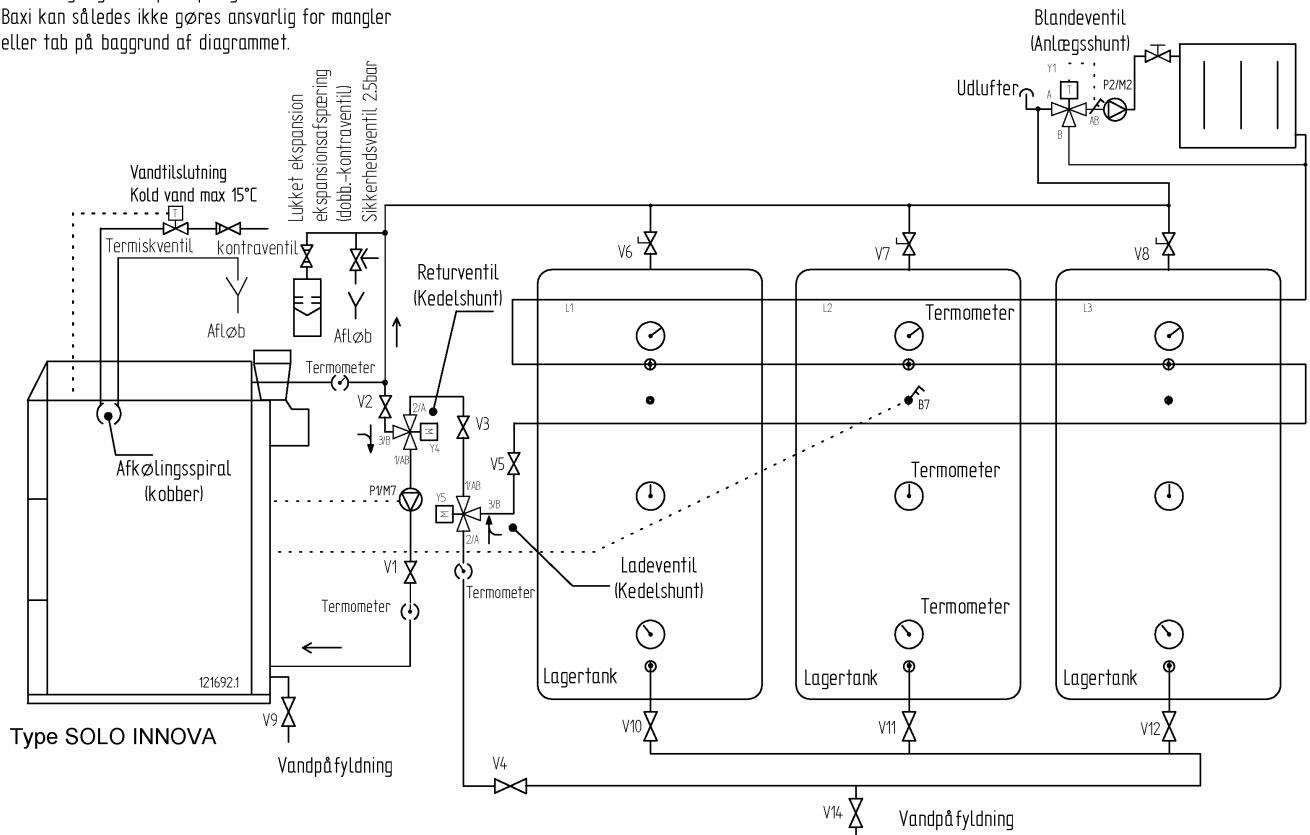 Baxi kan således ikke gøres ansvarlig for mangler
eller tab på baggrund af diagrammet.
Lukket ekspansion
ekspansionsafspæring
(dobb.-kontraventil)
Sikkerhedsventil 2.5bar
Blandeventil
(Anlægsshunt)
Udlufter
Y1
T
A
B
AB
P2/M2
Vandtilslutning
Kold vand max 15°C
T
Termiskventil
kontraventil
Afløb
Afløb
Returventil
(Kedelshunt)
V6
V7
V8
L1
L2
L3
Termometer
Termometer
V2
2/A
3/B
M
Y4
1/AB
V3
V5
B7
Afkølingsspiral
(kobber)
P1/M7
Y5
M
1/AB
3/B
2/A
Termometer
V1
Termometer
Termometer
Ladeventil
(Kedelshunt)
Termometer
121692.1
Lagertank
Lagertank
Lagertank
V9
Type SOLO INNOVA
V10
V11
V12
Vandpåfyldning
V4
V14
Vandpåfyldning